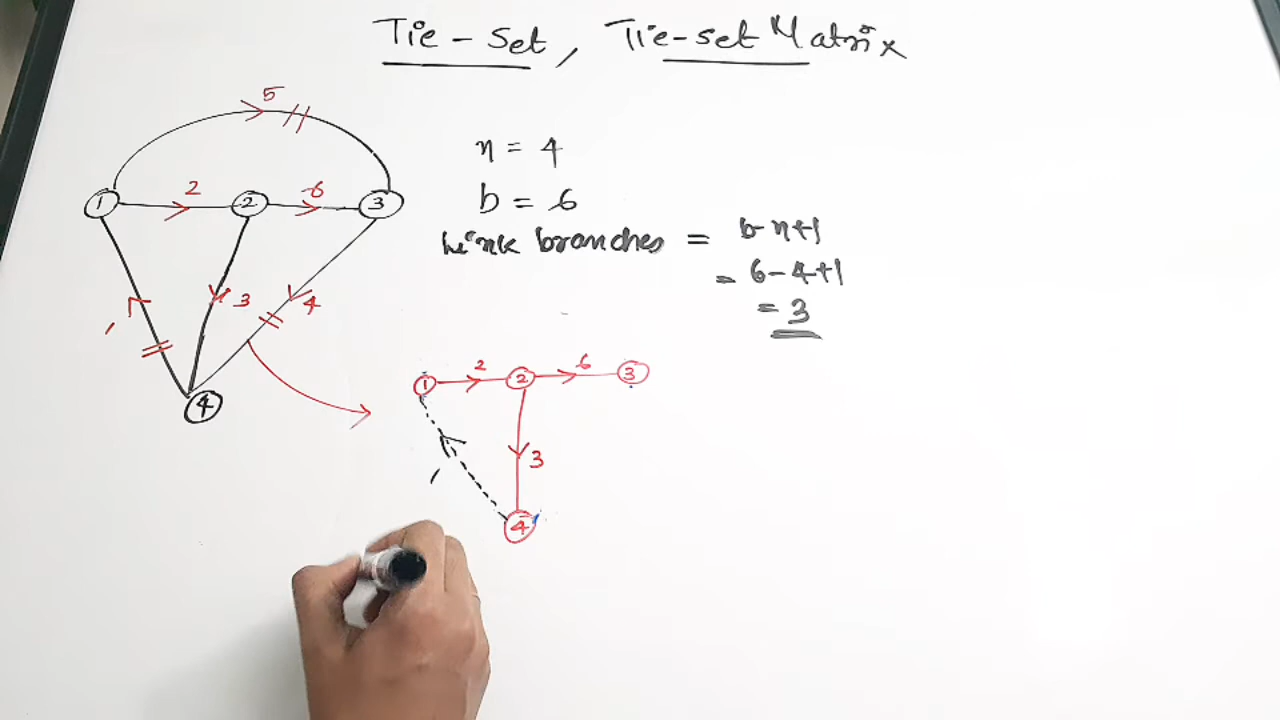 Tie-Set, Tie-set Matrix
5
n = 4
1 2 2 6 3
b = 6
Link branches = b-n+1
= 6-4+1
= 3
1 3 4
4
1 2 2 6 3
1 3
4